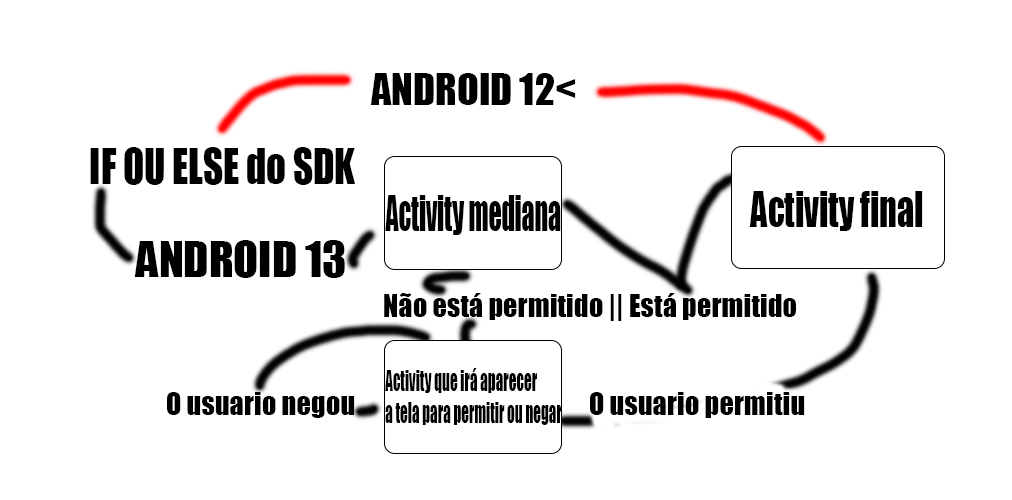 ANDROID 12<
IF OU ELSE do SDK
Activity mediana
Activity final
ANDROID 13
Não está permitido || Está permitido
Activity que irá aparecer
a tela para permitir ou negar
O usuario negou
O usuario permitiu